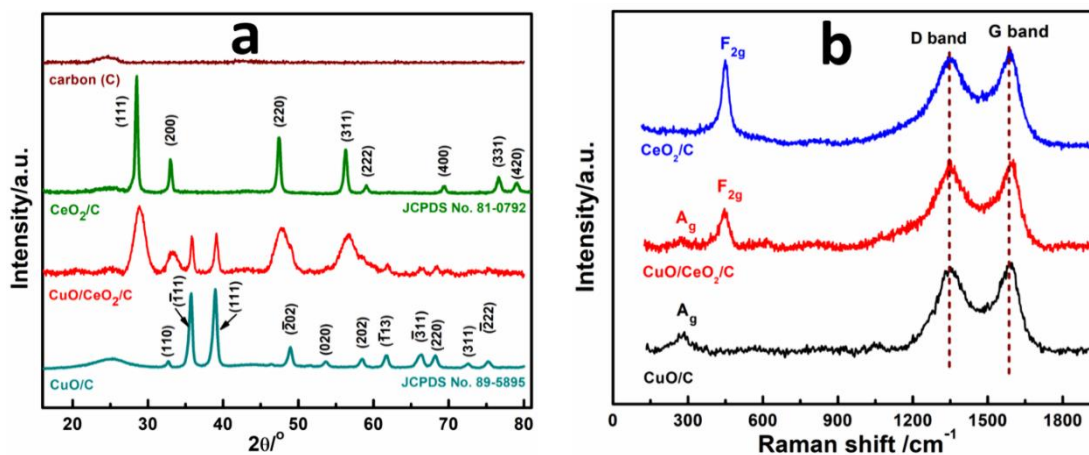 a
carbon (C)
(111)
(200)
(220)
(311)
(222)
(400)
(331)
(420)
CeO₂/C
JCPDS No. 81-0792
CuO/CeO₂/C
(110)
(1̅11)
(111)
(2̅02)
(020)
(202)
(1̅13)
(3̅11)
(220)
(311)
(2̅22)
CuO/C
JCPDS No. 89-5895
20 30 40 50 60 70 80
2θ/°
Intensity/a.u.
b
D band
G band
F₂g
CeO₂/C
Ag
F₂g
CuO/CeO₂/C
Ag
CuO/C
0 300 600 900 1200 1500 1800
Raman shift /cm⁻¹
Intensity/a.u.